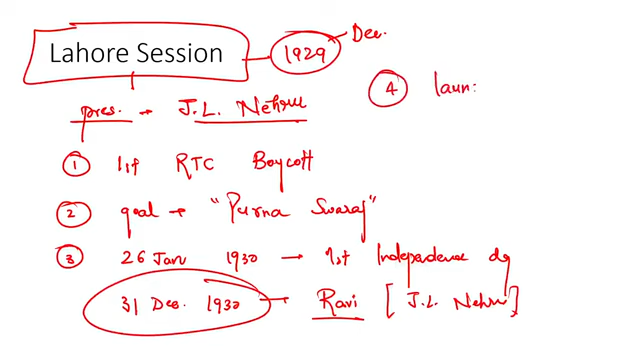 Lahore Session
1929
Dec.
pres. → J.L. Nehru
① 1st RTC Boycott
② goal → "Purna Swaraj"
③ 26 Jan 1930 → 1st Independence day
31 Dec. 1930 → Ravi [J.L. Nehru]
④ laun